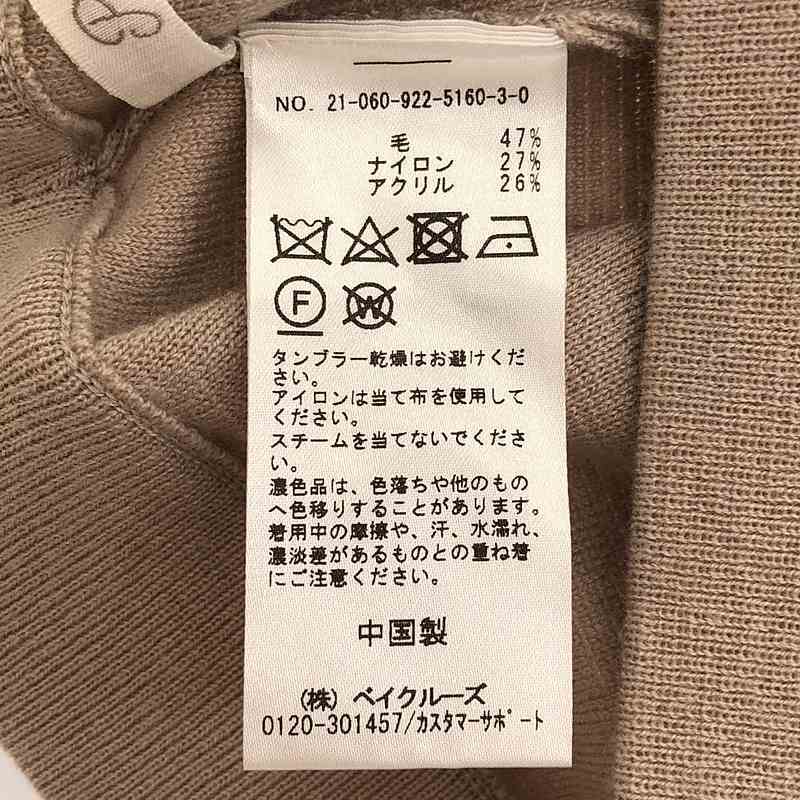 NO. 21-060-922-5160-3-0
毛 47%
ナイロン 27%
アクリル 26%
F W
タンブラー乾燥はお避けくだ
さい。
アイロンは当て布を使用して
ください。
スチームを当てないでくださ
い。
濃色品は、色落ちや他のもの
へ色移りすることがあります。
着用中の摩擦や、汗、水濡れ、
濃淡差があるものとの重ね着
にご注意ください。
中国製
(株) ベイクルーズ
0120-301457/カスタマーサポート